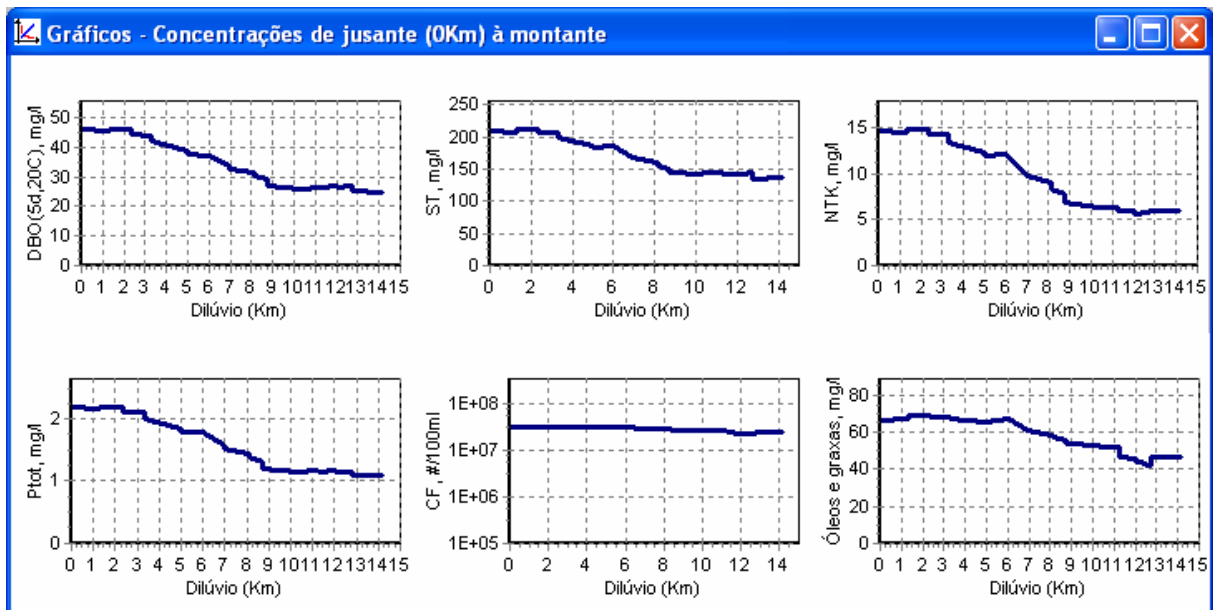 Gráficos - Concentrações de jusante (0Km) à montante
DBO(5d,20C), mg/l
50
40
30
20
10
0
0 1 2 3 4 5 6 7 8 9 10 11 12 13 14 15
Dilúvio (Km)
ST, mg/l
250
200
150
100
50
0
0 2 4 6 8 10 12 14
Dilúvio (Km)
NTK, mg/l
15
10
5
0
0 1 2 3 4 5 6 7 8 9 10 11 12 13 14 15
Dilúvio (Km)
Ptot, mg/l
2
1
0
0 1 2 3 4 5 6 7 8 9 10 11 12 13 14 15
Dilúvio (Km)
CF, #/100ml
1E+08
1E+07
1E+06
1E+05
0 2 4 6 8 10 12 14
Dilúvio (Km)
Óleos e graxas, mg/l
80
60
40
20
0
0 1 2 3 4 5 6 7 8 9 10 11 12 13 14 15
Dilúvio (Km)